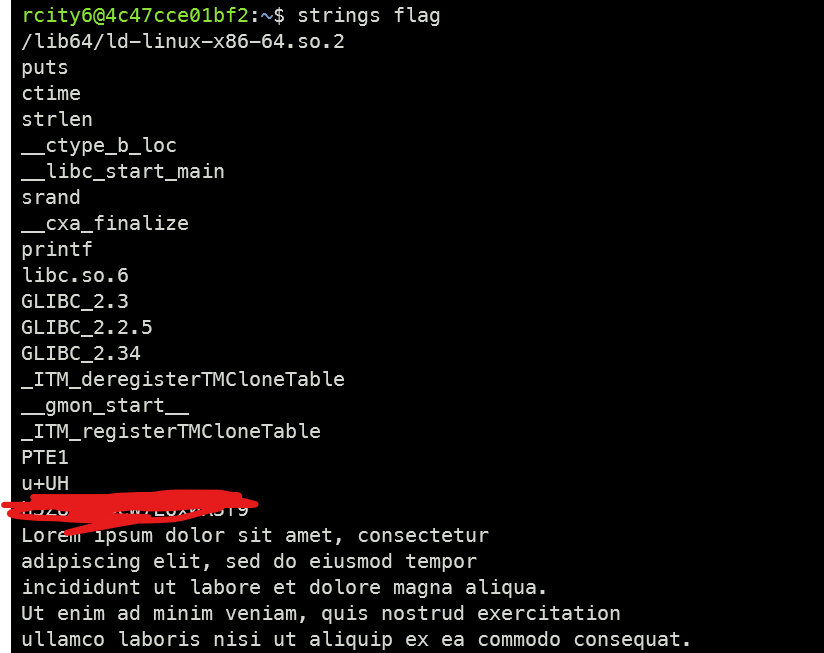 rcity6@4c47cce01bf2:~$ strings flag
/lib64/ld-linux-x86-64.so.2
puts
ctime
strlen
__ctype_b_loc
__libc_start_main
srand
__cxa_finalize
printf
libc.so.6
GLIBC_2.3
GLIBC_2.2.5
GLIBC_2.34
_ITM_deregisterTMCloneTable
__gmon_start__
_ITM_registerTMCloneTable
PTE1
u+UH
Lorem ipsum dolor sit amet, consectetur
adipiscing elit, sed do eiusmod tempor
incididunt ut labore et dolore magna aliqua.
Ut enim ad minim veniam, quis nostrud exercitation
ullamco laboris nisi ut aliquip ex ea commodo consequat.